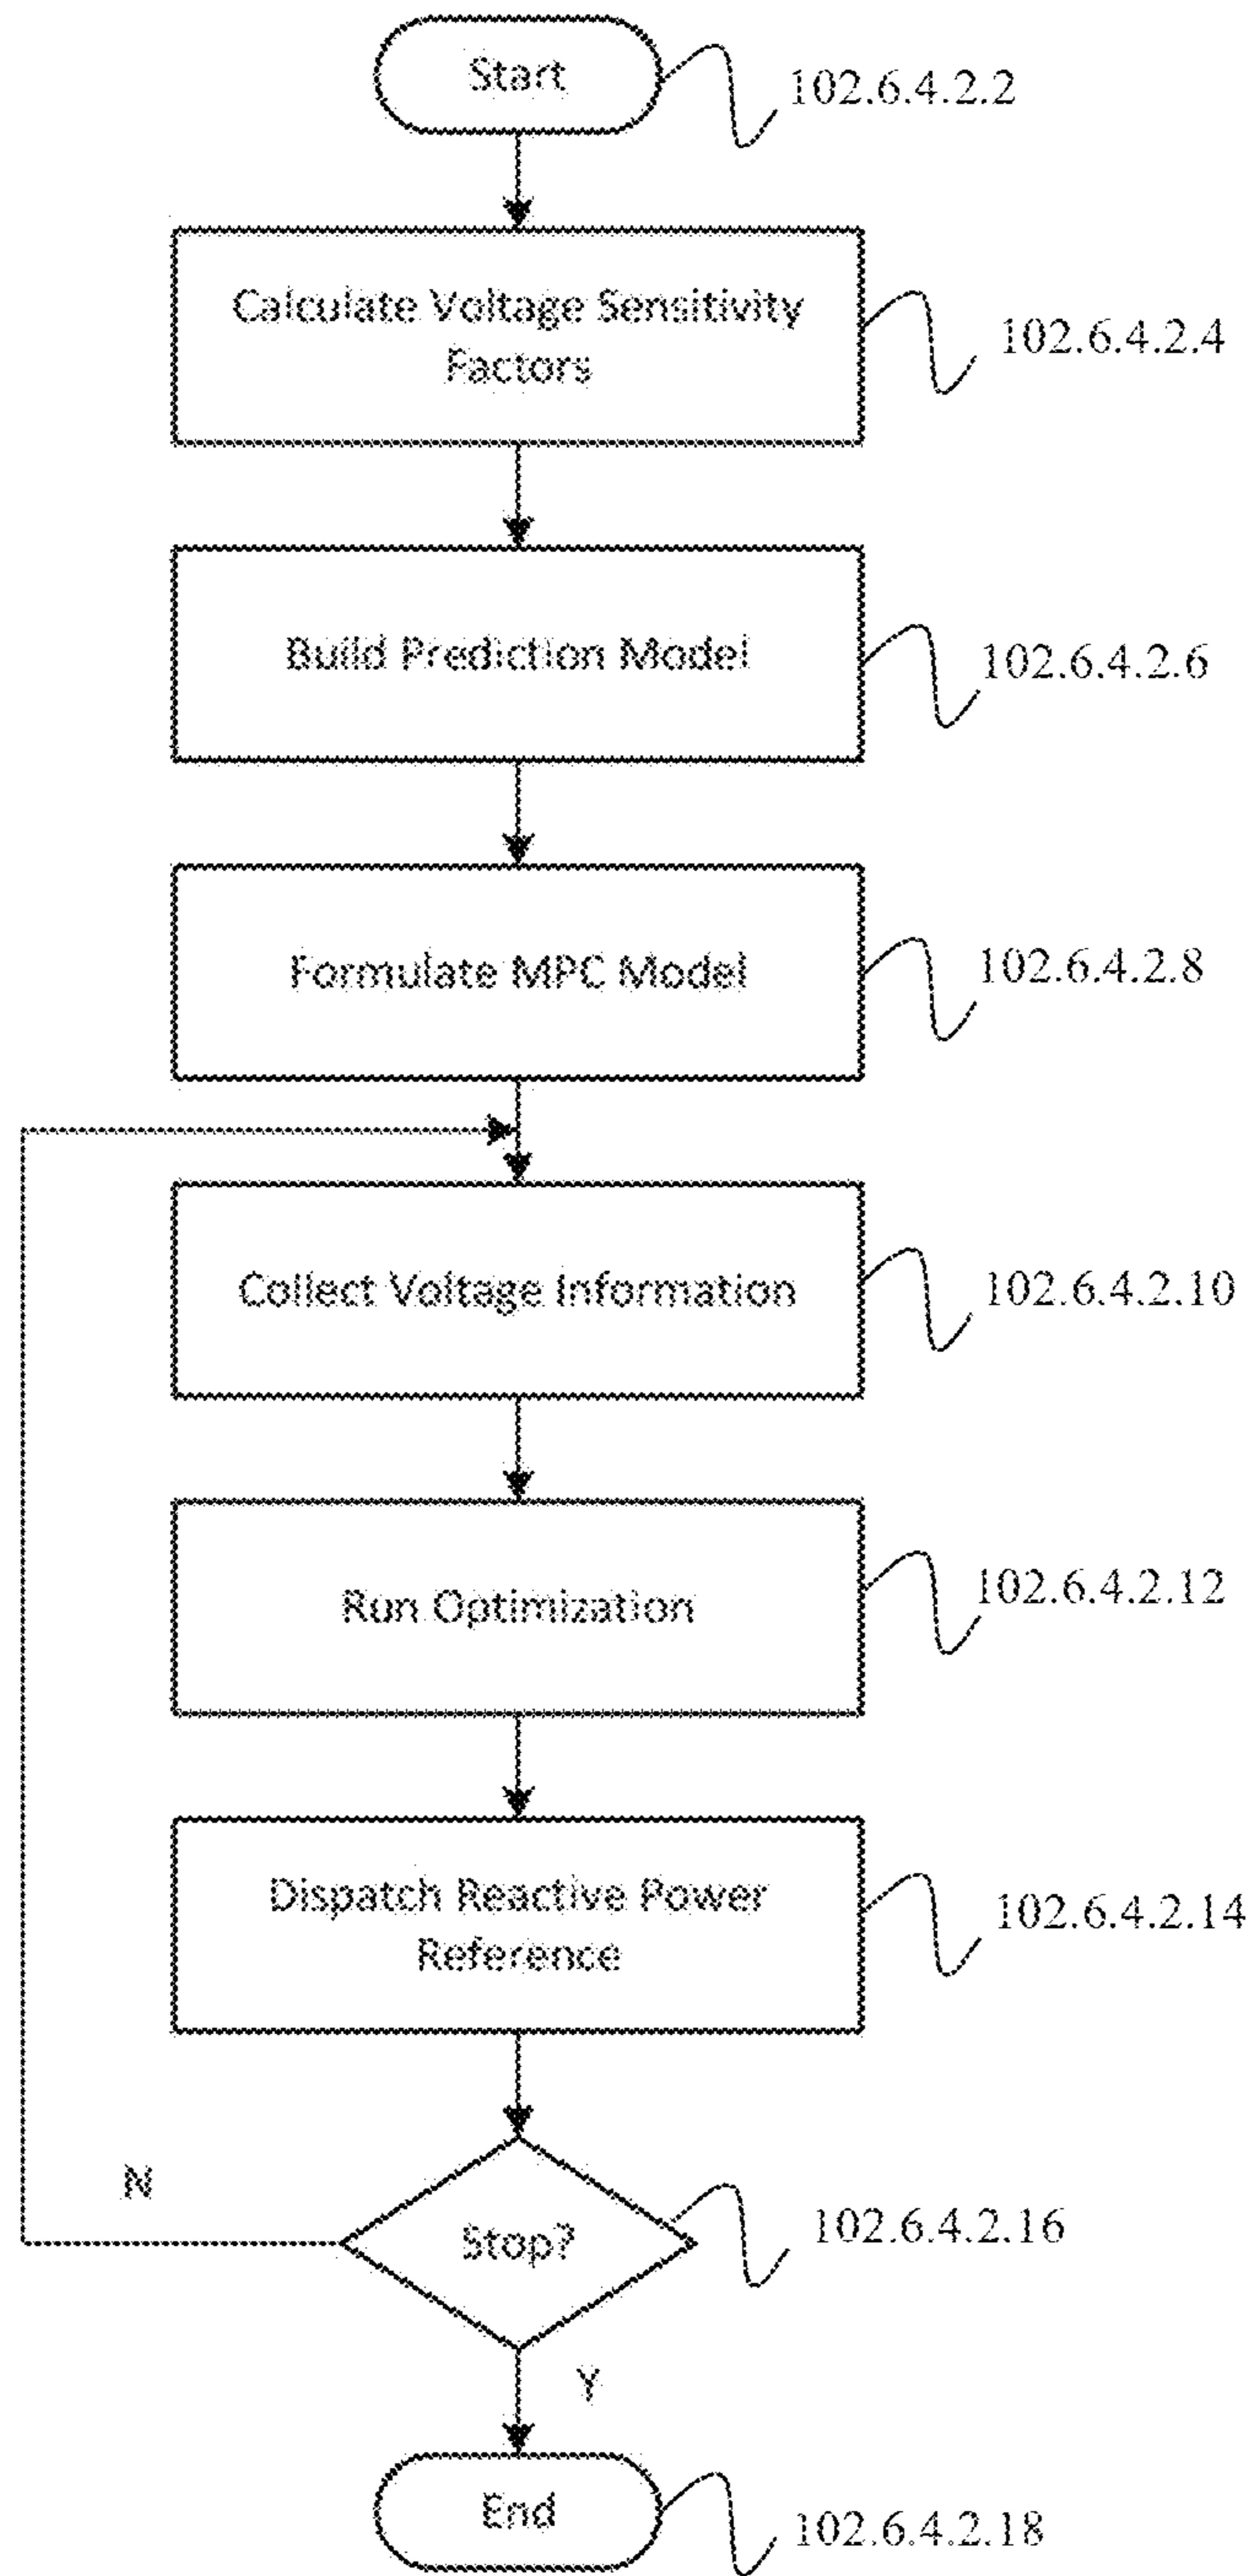 Start
102.6.4.2.2
Calculate Voltage Sensitivity
Factors
102.6.4.2.4
Build Prediction Model
102.6.4.2.6
Formulate MPC Model
102.6.4.2.8
Collect Voltage Information
102.6.4.2.10
Run Optimization
102.6.4.2.12
Dispatch Reactive Power
Reference
102.6.4.2.14
N
Stop?
102.6.4.2.16
Y
End
102.6.4.2.18